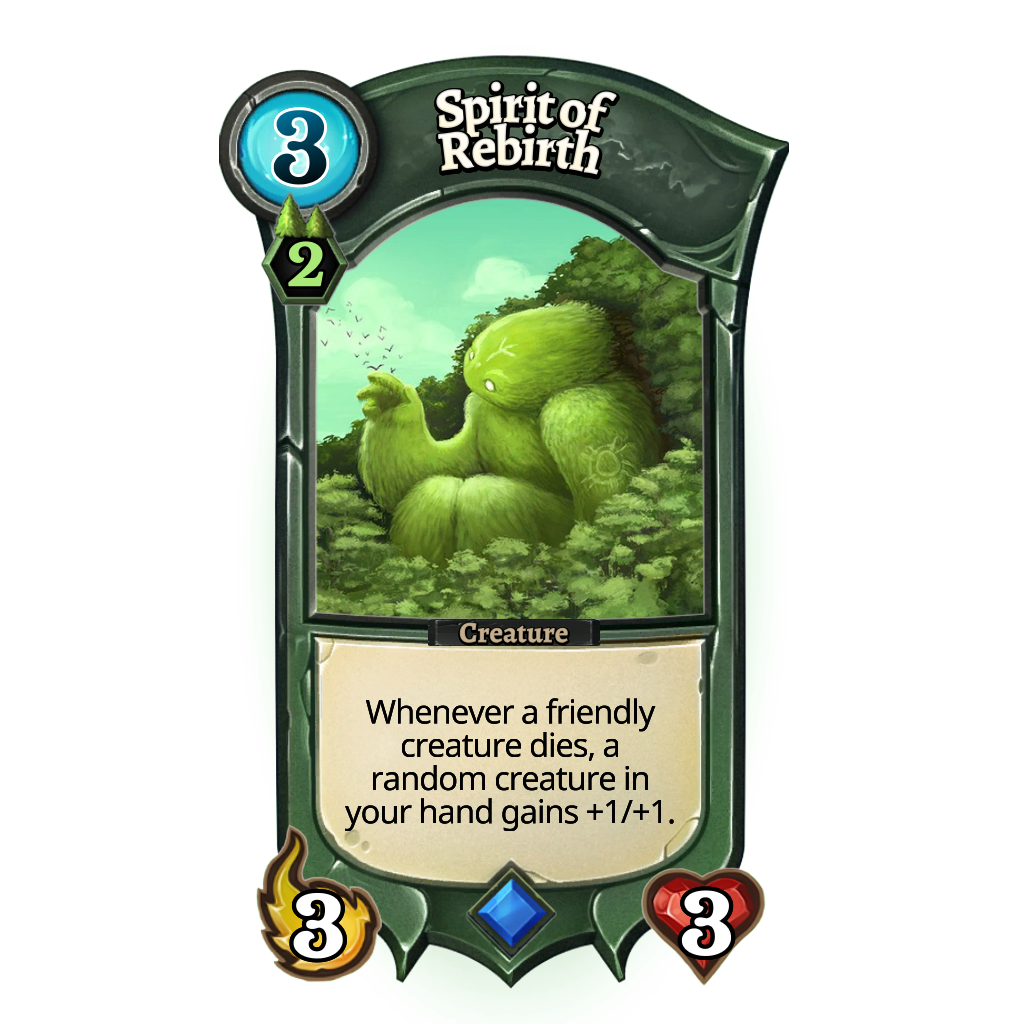 3
Spirit of
Rebirth
2
Creature
Whenever a friendly
creature dies, a
random creature in
your hand gains +1/+1.
3
3